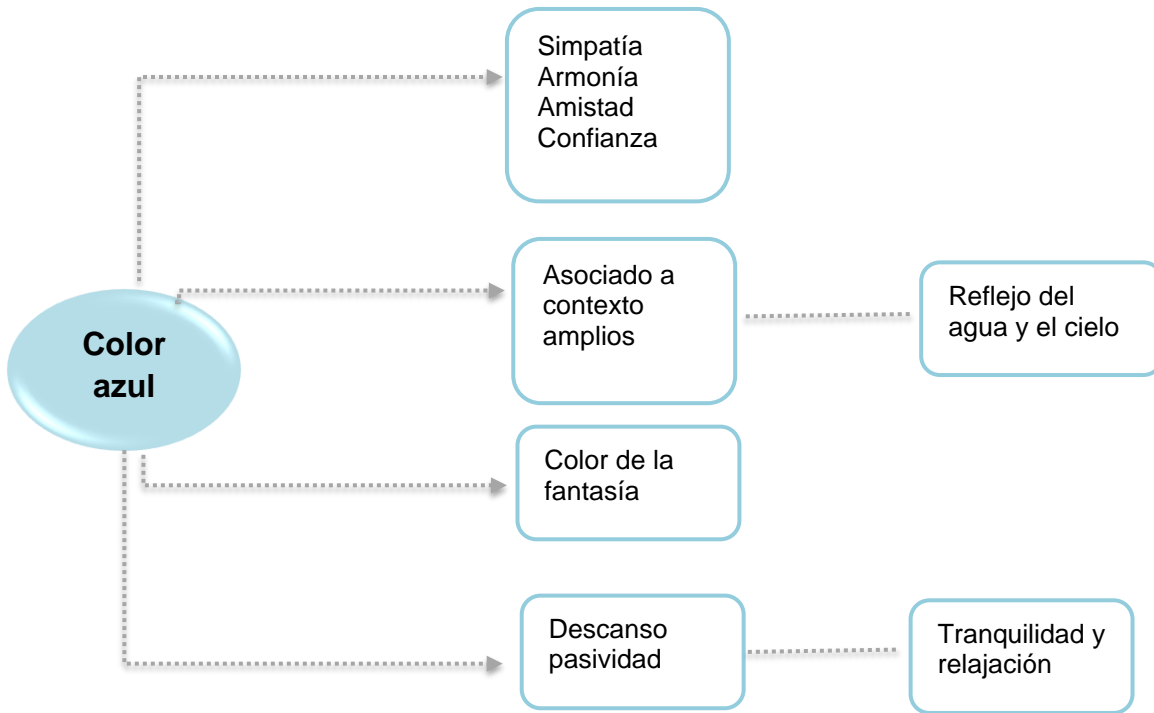 Simpatía
Armonía
Amistad
Confianza
Color
azul
Asociado a
contexto
amplios
Reflejo del
agua y el cielo
Color de la
fantasía
Descanso
pasividad
Tranquilidad y
relajación